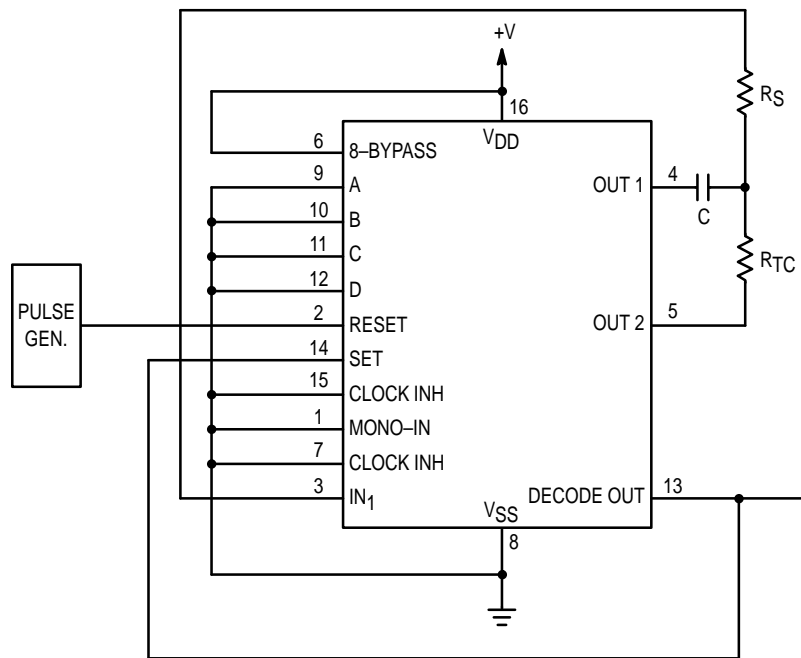 +V
16
VDD
RS
6
8–BYPASS
9
A
OUT 1
4
C
10
B
11
C
12
D
RTC
PULSE
GEN.
2
RESET
OUT 2
5
14
SET
15
CLOCK INH
1
MONO–IN
7
CLOCK INH
3
IN1
DECODE OUT
13
VSS
8